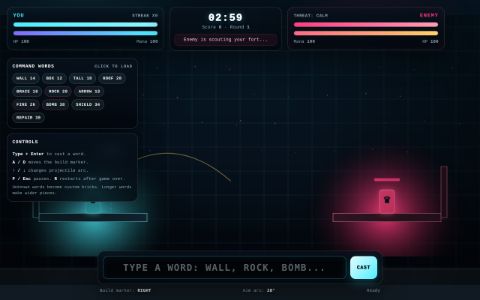 YOU
STREAK X0
HP 100
Mana 100
02:59
Score 0 · Round 1
Enemy is scouting your fort...
THREAT: CALM
ENEMY
Mana 100
HP 100
COMMAND WORDS
CLICK TO LOAD
WALL 14
BOX 12
TALL 18
ROOF 20
BRACE 16
ROCK 20
ARROW 13
FIRE 26
BOMB 38
SHIELD 34
REPAIR 30
CONTROLS
Type + Enter to cast a word.
A / D moves the build marker.
changes projectile arc.
P / Esc pauses. R restarts after game over.
Unknown words become custom bricks. Longer words
make wider pieces.
TYPE A WORD: WALL, ROCK, BOMB...
CAST
Build marker: RIGHT
Aim arc: 28°
Ready